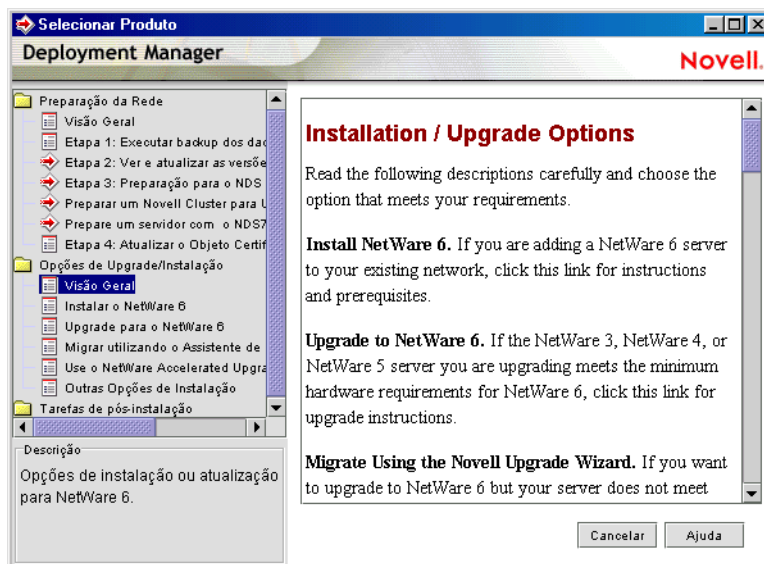 Selecionar Produto
Deployment Manager
Novell.
Preparação da Rede
Visão Geral
Etapa 1: Executar backup dos dad
Etapa 2: Ver e atualizar as versõe
Etapa 3: Preparação para o NDS
Preparar um Novell Cluster para U
Prepare um servidor com o NDS7
Etapa 4: Atualizar o Objeto Certif
Opções de Upgrade/Instalação
Visão Geral
Instalar o NetWare 6
Upgrade para o NetWare 6
Migrar utilizando o Assistente de
Use o NetWare Accelerated Upgra
Outras Opções de Instalação
Tarefas de pós-instalação
Descrição
Opções de instalação ou atualização
para NetWare 6.
Installation / Upgrade Options
Read the following descriptions carefully and choose the
option that meets your requirements.
Install NetWare 6. If you are adding a NetWare 6 server
to your existing network, click this link for instructions
and prerequisites.
Upgrade to NetWare 6. If the NetWare 3, NetWare 4, or
NetWare 5 server you are upgrading meets the minimum
hardware requirements for NetWare 6, click this link for
upgrade instructions.
Migrate Using the Novell Upgrade Wizard. If you want
to upgrade to NetWare 6 but your server does not meet
Cancelar
Ajuda